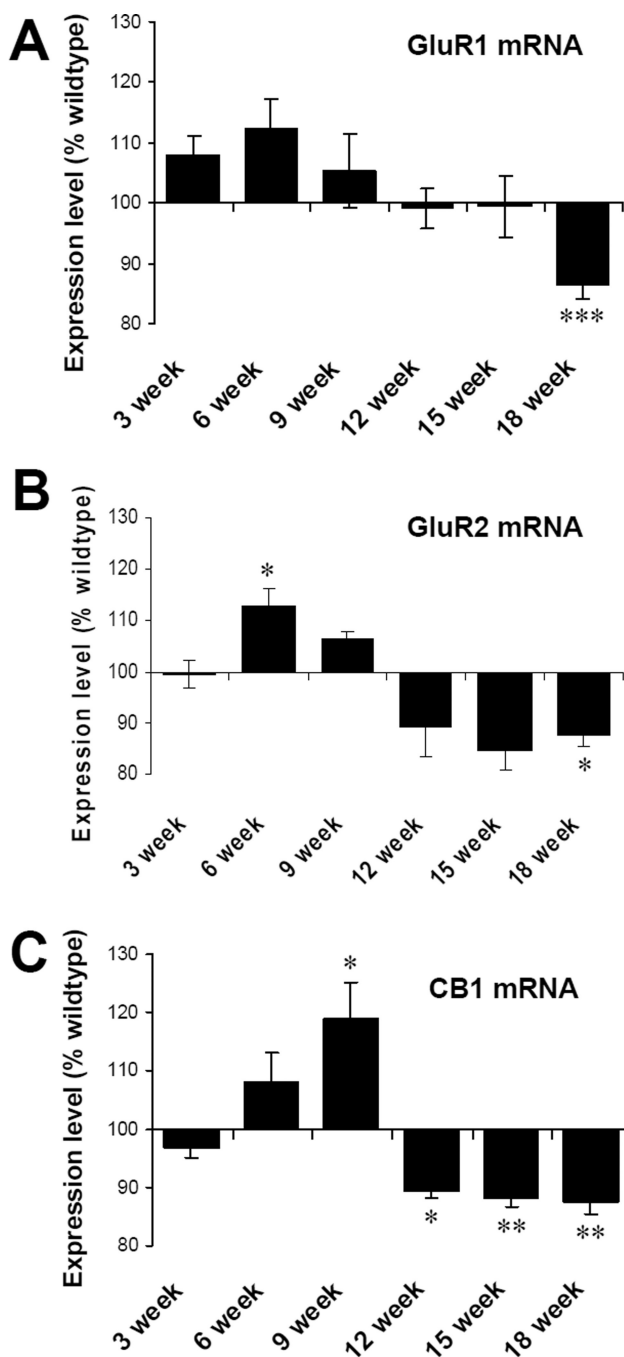 A
GluR1 mRNA
Expression level (% wildtype)
130
120
110
100
90
80
***
3 week
6 week
9 week
12 week
15 week
18 week
B
GluR2 mRNA
Expression level (% wildtype)
130
120
110
100
90
80
*
*
3 week
6 week
9 week
12 week
15 week
18 week
C
CB1 mRNA
Expression level (% wildtype)
130
120
110
100
90
80
*
*
**
**
3 week
6 week
9 week
12 week
15 week
18 week